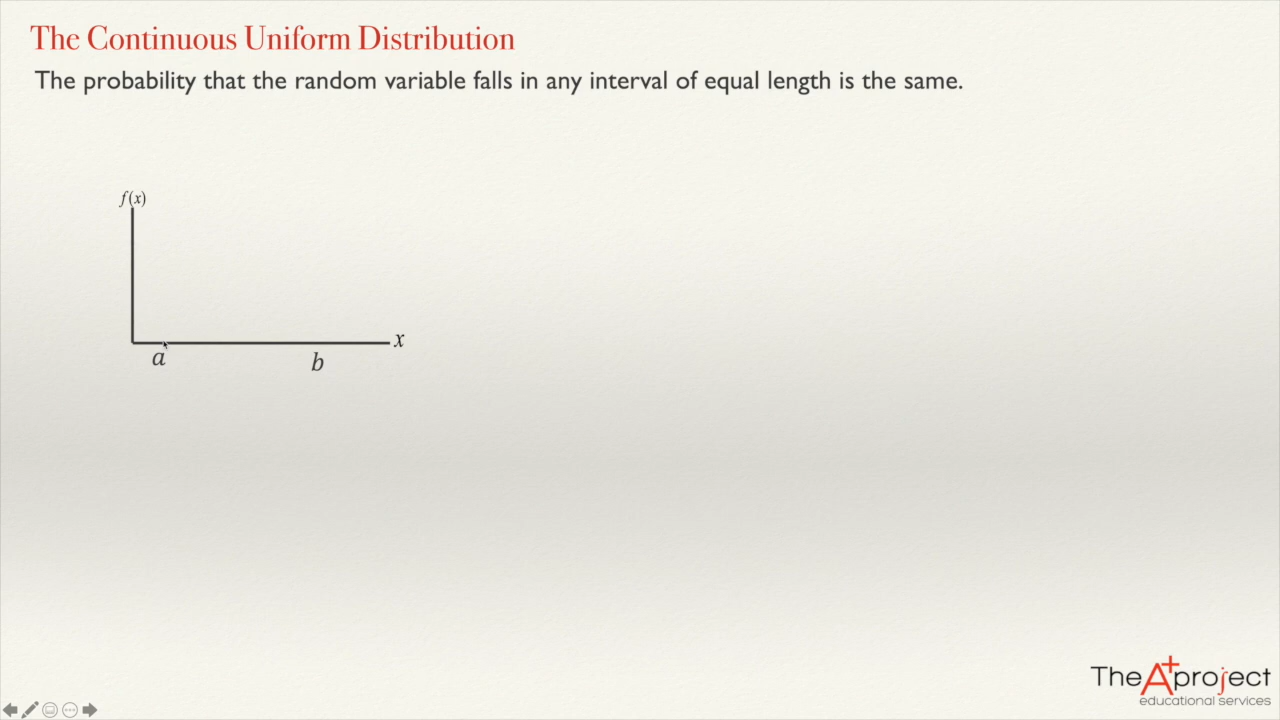 The Continuous Uniform Distribution
The probability that the random variable falls in any interval of equal length is the same.
f(x)
x
a
b
The A+ project
educational services